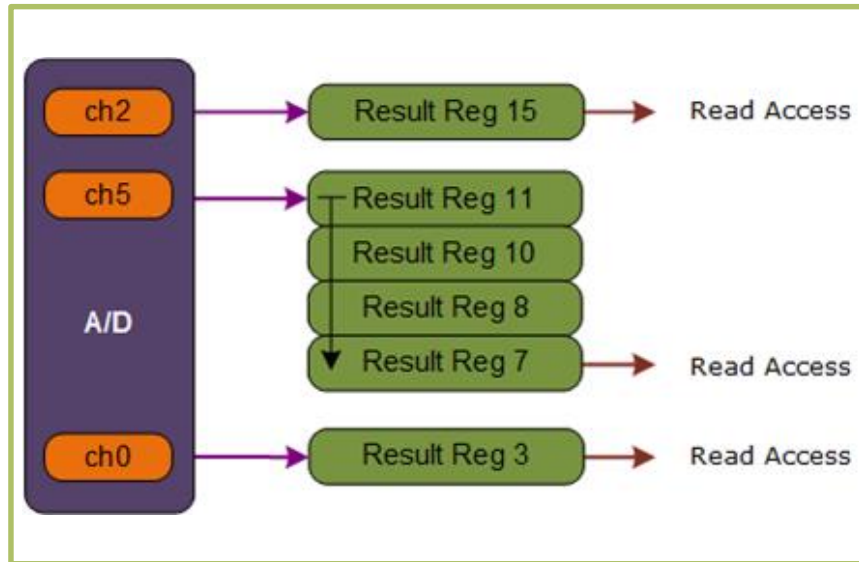 ch2
Result Reg 15
Read Access
ch5
Result Reg 11
Result Reg 10
Result Reg 8
A/D
Result Reg 7
Read Access
ch0
Result Reg 3
Read Access